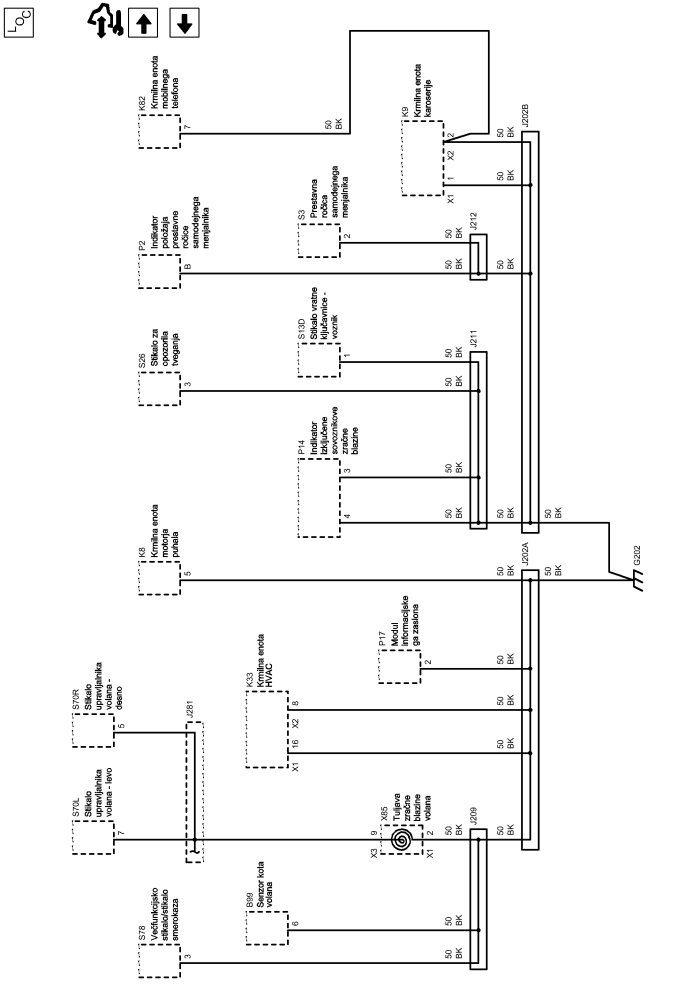 LOC
S78
Večfunkcijsko
stikalo/stikalo
smerokaza
3
S70L
Stikalo
upravljalnika
volana - levo
7
S70R
Stikalo
upravljalnika
volana -
desno
5
J281
B99
Senzor kota
volana
6
X85
Tuljava
zračne
blazine
volana
X3
9
X1
2
K33
Krmilna enota
HVAC
X1
16
X2
8
P17
Modul
informacijske
ga zaslona
2
K8
Krmilna enota
motorja
puhala
5
P14
Indikator
izključene
sovoznikove
zračne
blazine
4
3
S26
Stikalo za
opozorila
tveganja
3
S13D
Stikalo vratne
ključavnice -
voznik
1
P2
Indikator
položaja
prestavne
ročice
samodejnega
menjalnika
B
S3
Prestavna
ročica
samodejnega
menjalnika
2
K82
Krmilna enota
mobilnega
telefona
7
50
BK
K9
Krmilna enota
karoserije
X1
1
X2
2
50
BK
50
BK
50
BK
J209
50
BK
50
BK
50
BK
50
BK
50
BK
J202A
50
BK
50
BK
50
BK
50
BK
50
BK
J211
50
BK
50
BK
50
BK
50
BK
J212
50
BK
50
BK
50
BK
J202B
50
BK
G202